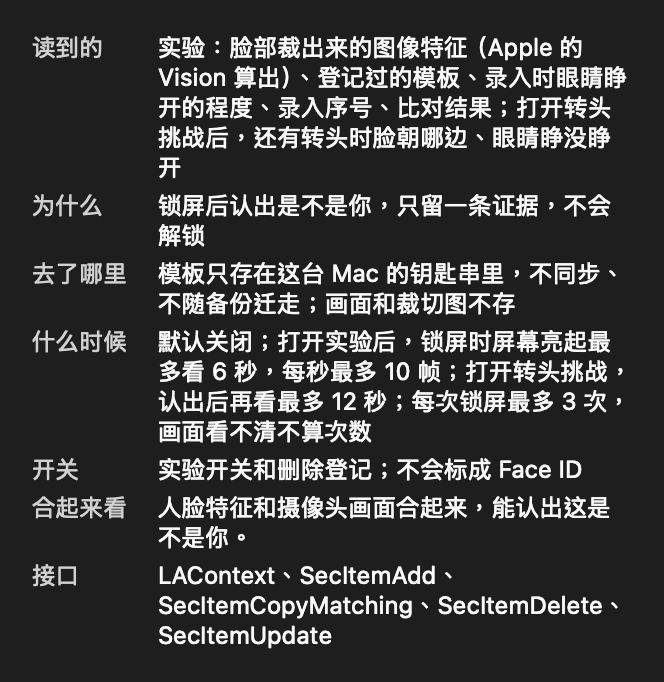 读到的
实验：脸部裁出来的图像特征（Apple 的
Vision 算出）、登记过的模板、录入时眼睛睁
开的程度、录入序号、比对结果；打开转头
挑战后，还有转头时脸朝哪边、眼睛睁没睁
开
为什么
锁屏后认出是不是你，只留一条证据，不会
解锁
去了哪里
模板只存在这台 Mac 的钥匙串里，不同步、
不随备份迁走；画面和裁切图不存
什么时候
默认关闭；打开实验后，锁屏时屏幕亮起最
多看 6 秒，每秒最多 10 帧；打开转头挑战，
认出后再看最多 12 秒；每次锁屏最多 3 次，
画面看不清不算次数
开关
实验开关和删除登记；不会标成 Face ID
合起来看
人脸特征和摄像头画面合起来，能认出这是
不是你。
接口
LAContext、SecItemAdd、
SecItemCopyMatching、SecItemDelete、
SecItemUpdate